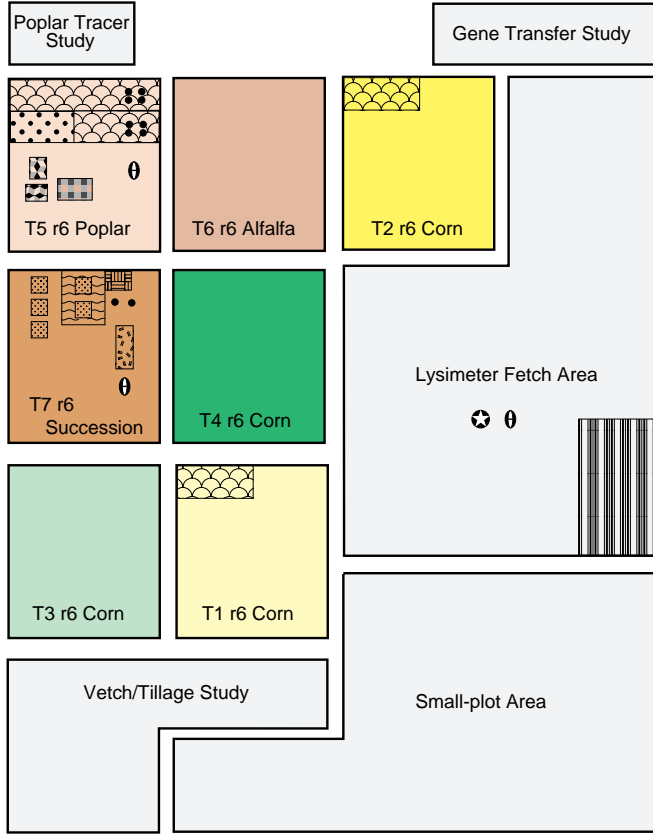 Poplar Tracer
Study
Gene Transfer Study
T5 r6 Poplar
T6 r6 Alfalfa
T2 r6 Corn
T7 r6
Succession
T4 r6 Corn
Lysimeter Fetch Area
T3 r6 Corn
T1 r6 Corn
Vetch/Tillage Study
Small-plot Area